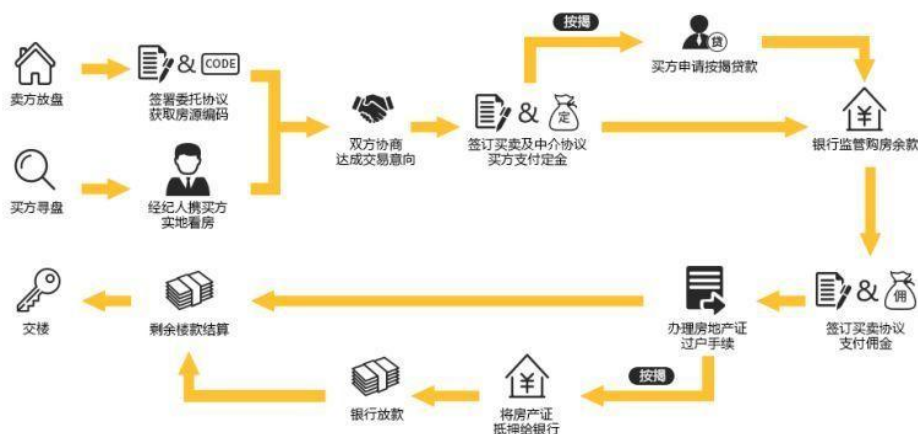 按揭
贷
买方申请按揭贷款
卖方放盘
& CODE
签署委托协议
获取房源编码
双方协商
达成交易意向
& 定
签订买卖及中介协议
买方支付定金
¥
银行监管购房余款
买方寻盘
经纪人携买方
实地看房
交楼
剩余楼款结算
办理房地产证
过户手续
& 佣
签订买卖协议
支付佣金
按揭
银行放款
¥
将房产证
抵押给银行